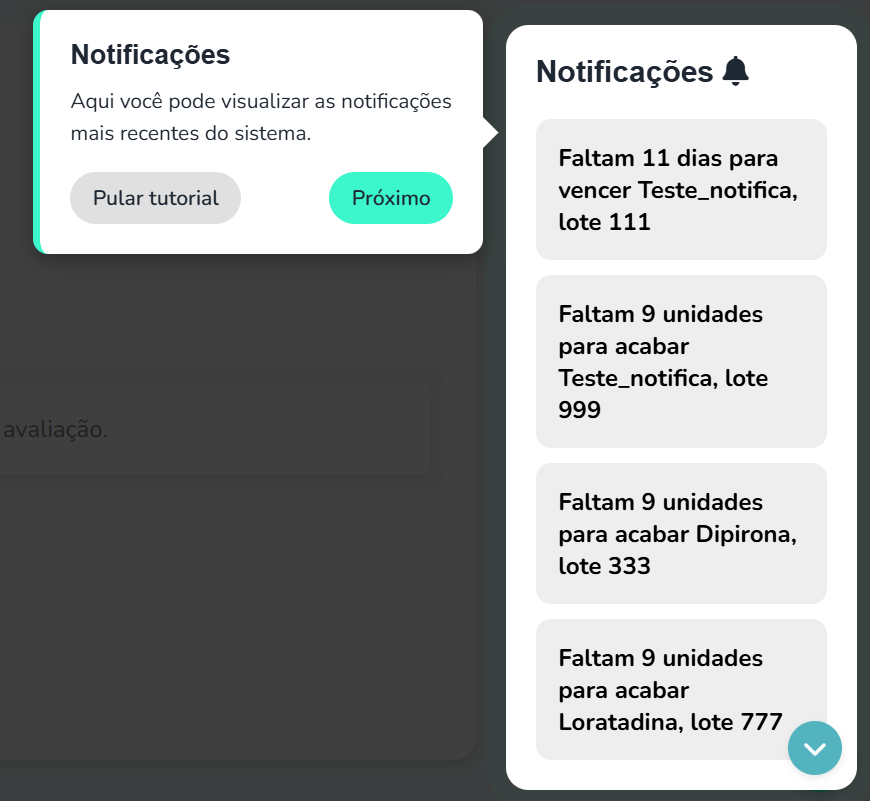 Notificações
Aqui você pode visualizar as notificações
mais recentes do sistema.
Pular tutorial
Próximo
avaliação.
Notificações
Faltam 11 dias para
vencer Teste_notifica,
lote 111
Faltam 9 unidades
para acabar
Teste_notifica, lote
999
Faltam 9 unidades
para acabar Dipirona,
lote 333
Faltam 9 unidades
para acabar
Loratadina, lote 777